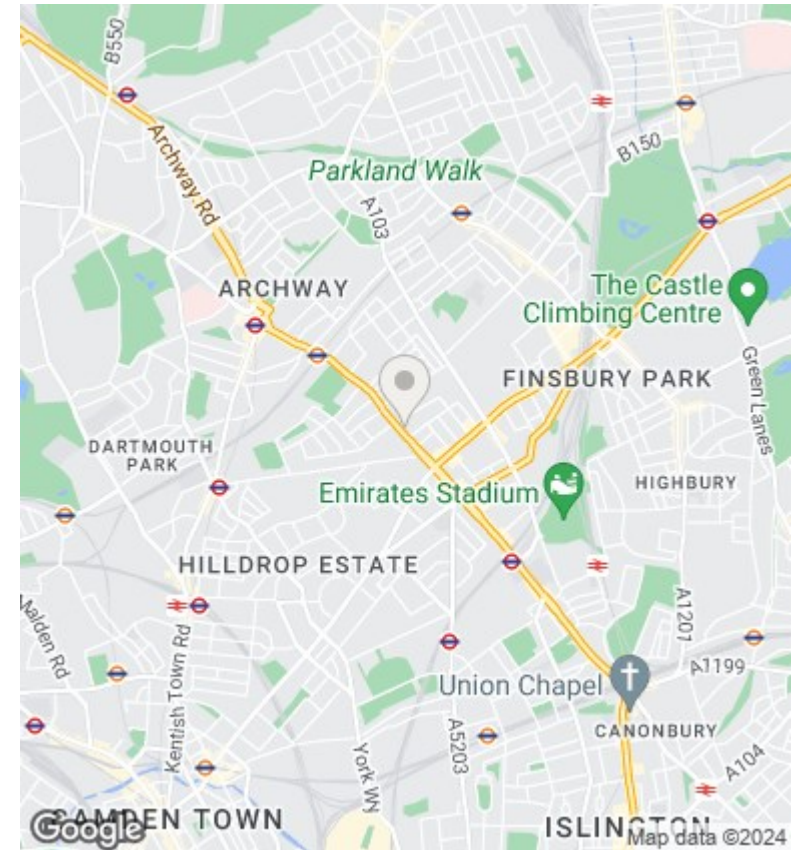 B550
Archway Rd
Parkland Walk
A103
B150
ARCHWAY
The Castle
Climbing Centre
FINSBURY PARK
Green Lanes
DARTMOUTH
PARK
Emirates Stadium
HIGHBURY
HILLDROP ESTATE
Malden Rd
Kentish Town Rd
A1201
A1199
Union Chapel
CANONBURY
York Wy
A5203
A104
CAMDEN TOWN
ISLINGTON
Google
Map data ©2024